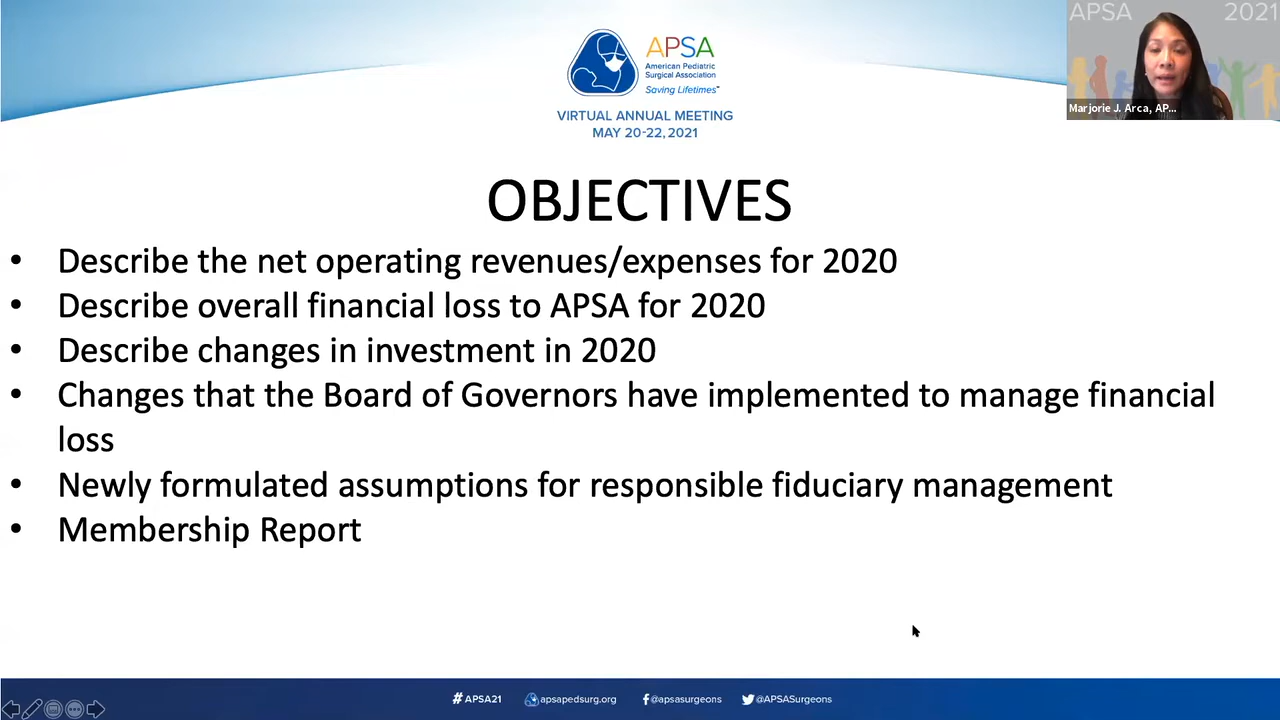 APSA 2021
APSA
American Pediatric
Surgical Association
Saving Lifetimes™
VIRTUAL ANNUAL MEETING
MAY 20-22, 2021
Marjorie J. Arca, AP...
OBJECTIVES
• Describe the net operating revenues/expenses for 2020
• Describe overall financial loss to APSA for 2020
• Describe changes in investment in 2020
• Changes that the Board of Governors have implemented to manage financial
loss
• Newly formulated assumptions for responsible fiduciary management
• Membership Report
#APSA21 apsapedsurg.org @apsasurgeons @APSASurgeons